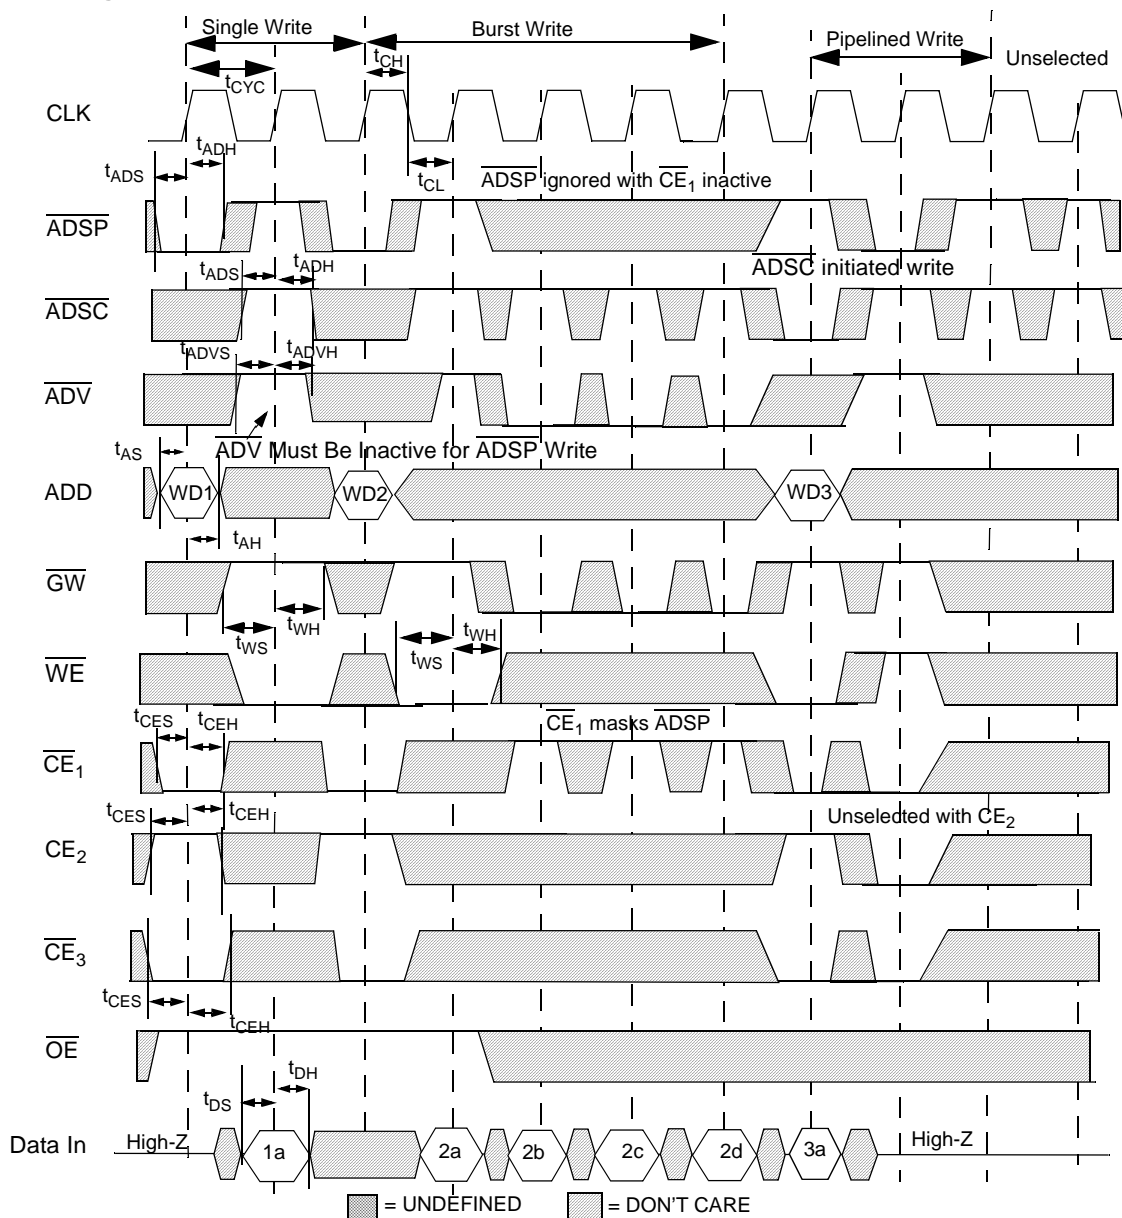 Single Write
Burst Write
Pipelined Write
Unselected
tCH
tCYC
CLK
tADH
tADS
tCL
ADSP ignored with CE1 inactive
ADSP
ADSC initiated write
tADS
tADH
ADSC
tADVS
tADVH
ADV
ADV Must Be Inactive for ADSP Write
tAS
ADD
WD1
WD2
WD3
tAH
GW
tWS
tWH
tWS
tWH
WE
CE1 masks ADSP
tCES
tCEH
CE1
tCES
tCEH
Unselected with CE2
CE2
CE3
tCES
tCEH
OE
tDH
tDS
Data In
High-Z
1a
2a
2b
2c
2d
3a
High-Z
= UNDEFINED
= DON'T CARE